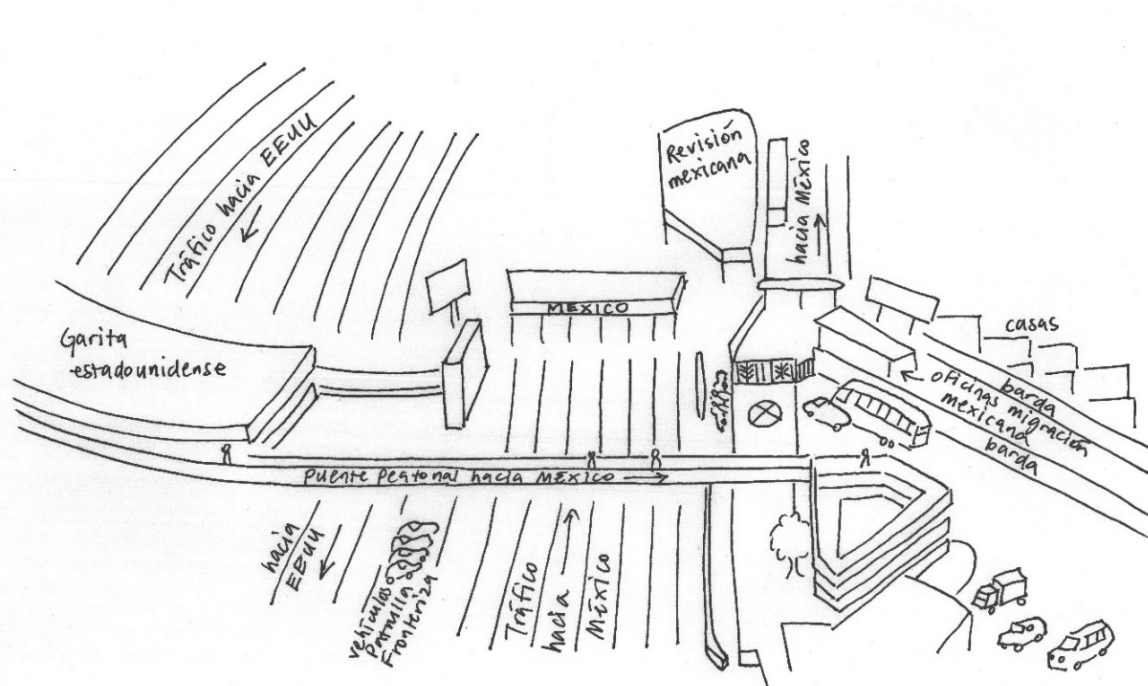 Tráfico hacia EEUU
Revisión
mexicana
hacia México
Garita
estadounidense
MEXICO
casas
barda
oficinas migración
mexicana
barda
Puente peatonal hacia México
hacia
EEUU
vehículos
Patrulla
Fronteriza
Tráfico
hacia
México